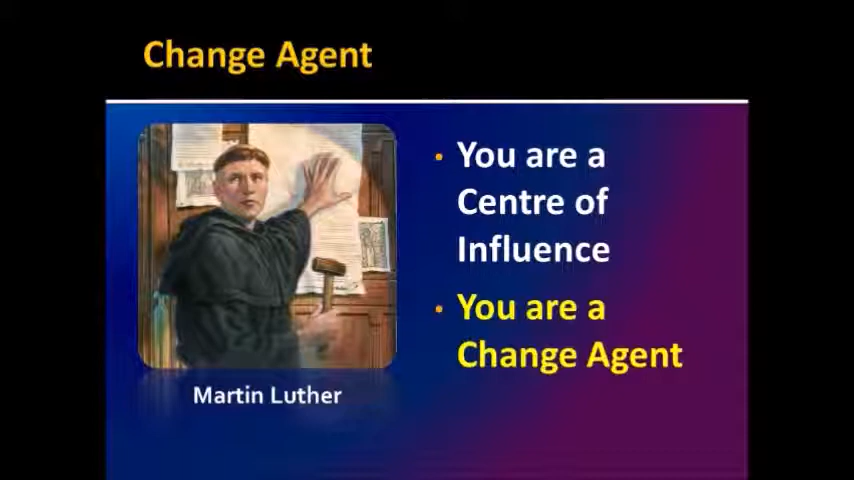 Change Agent
• You are a
Centre of
Influence
• You are a
Change Agent
Martin Luther